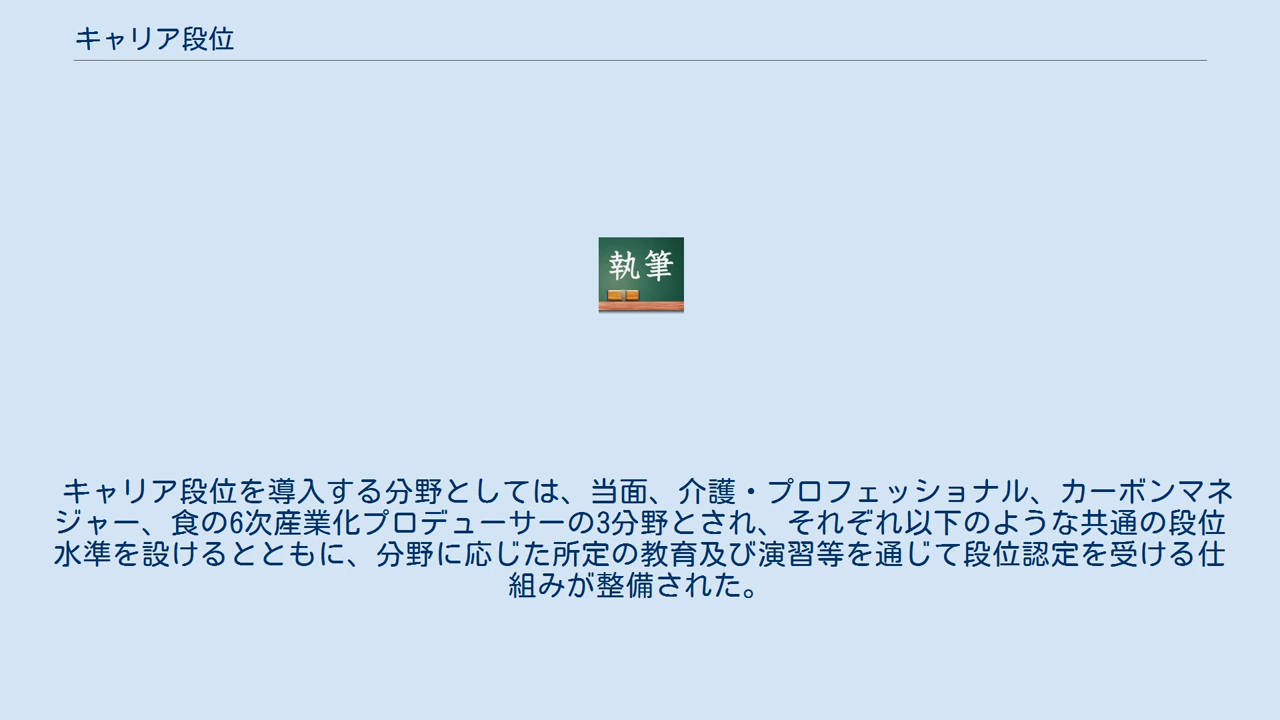 キャリア段位
執筆
キャリア段位を導入する分野としては、当面、介護・プロフェッショナル、カーボンマネ
ジャー、食の6次産業化プロデューサーの3分野とされ、それぞれ以下のような共通の段位
水準を設けるとともに、分野に応じた所定の教育及び演習等を通じて段位認定を受ける仕
組みが整備された。